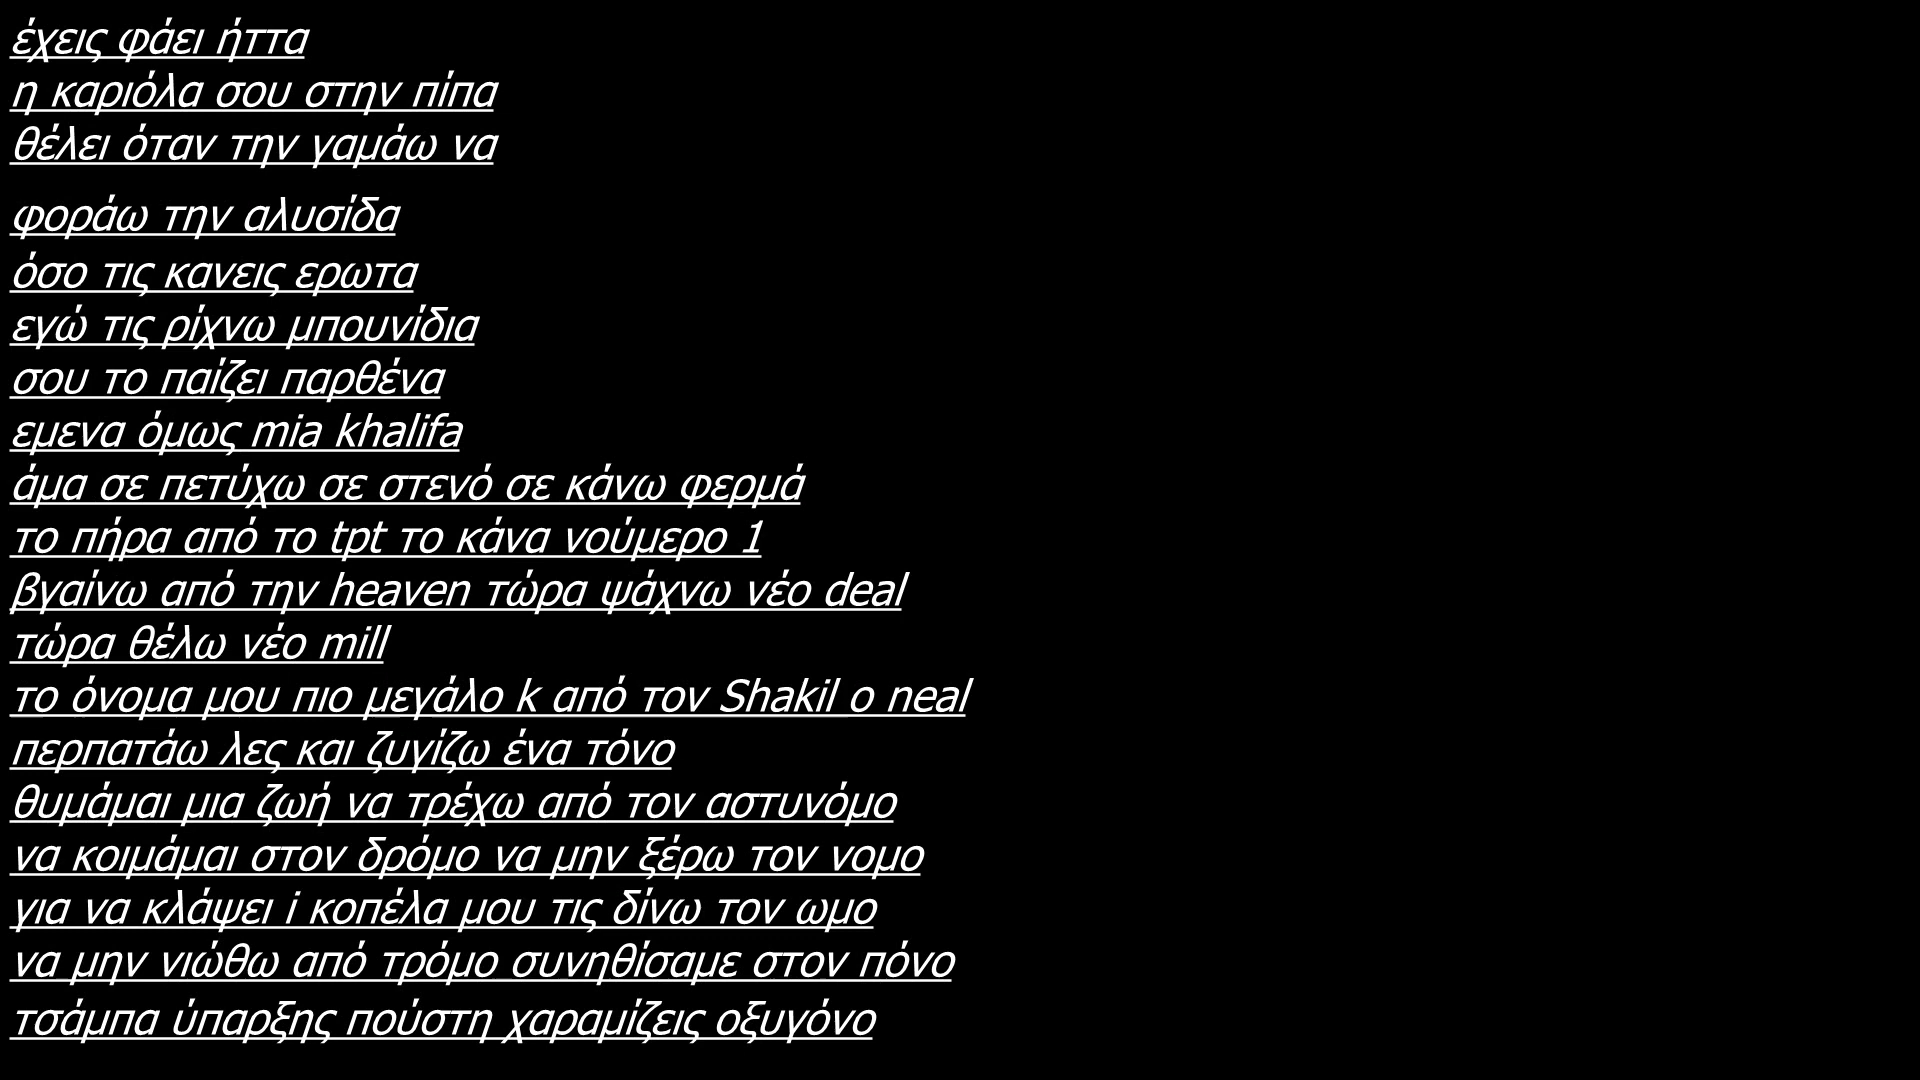 έχεις φάει ήττα
η καριόλα σου στην πίπα
θέλει όταν την γαμάω να
φοράω την αλυσίδα
όσο τις κανεις ερωτα
εγώ τις ρίχνω μπουνίδια
σου το παίζει παρθένα
εμενα όμως mia khalifa
άμα σε πετύχω σε στενό σε κάνω φερμά
το πήρα από το tpt το κάνα νούμερο 1
βγαίνω από την heaven τώρα ψάχνω νέο deal
τώρα θέλω νέο mill
το όνομα μου πιο μεγάλο k από τον Shakil o neal
περπατάω λες και ζυγίζω ένα τόνο
θυμάμαι μια ζωή να τρέχω από τον αστυνόμο
να κοιμάμαι στον δρόμο να μην ξέρω τον νομο
για να κλάψει i κοπέλα μου τις δίνω τον ωμο
να μην νιώθω από τρόμο συνηθίσαμε στον πόνο
τσάμπα ύπαρξης πούστη χαραμίζεις οξυγόνο